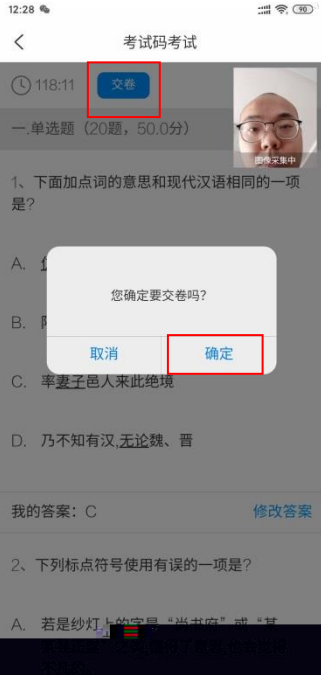 12:28
90
考试码考试
118:11
交卷
一.单选题（20题，50.0分）
图像采集中
1、下面加点词的意思和现代汉语相同的一项
是？
A.
您确定要交卷吗？
B.
取消
确定
C. 率妻子邑人来此绝境
D. 乃不知有汉,无论魏、晋
我的答案：C
修改答案
2、下列标点符号使用有误的一项是？
A. 若是纱灯上的字是“尚书府”或“某